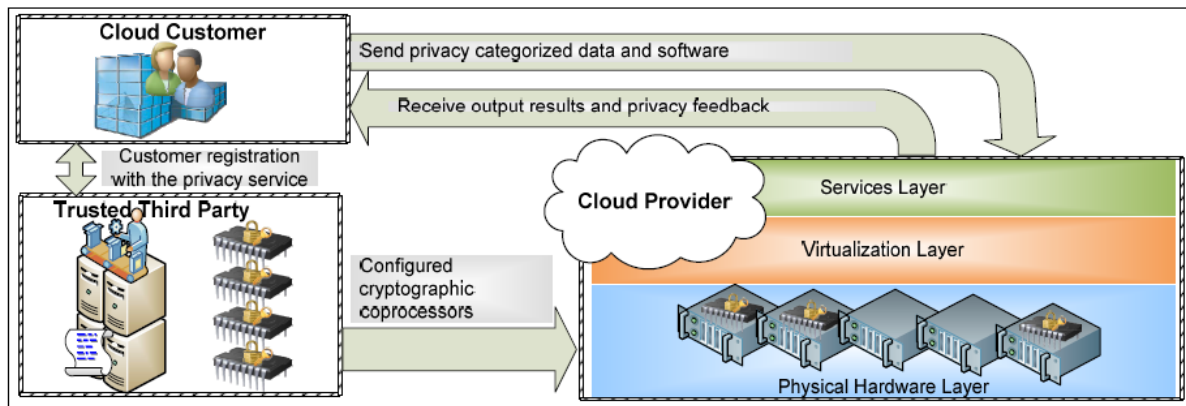 Cloud Customer
Send privacy categorized data and software
Receive output results and privacy feedback
Customer registration
with the privacy service
Trusted Third Party
Configured
cryptographic
coprocessors
Cloud Provider
Services Layer
Virtualization Layer
Physical Hardware Layer